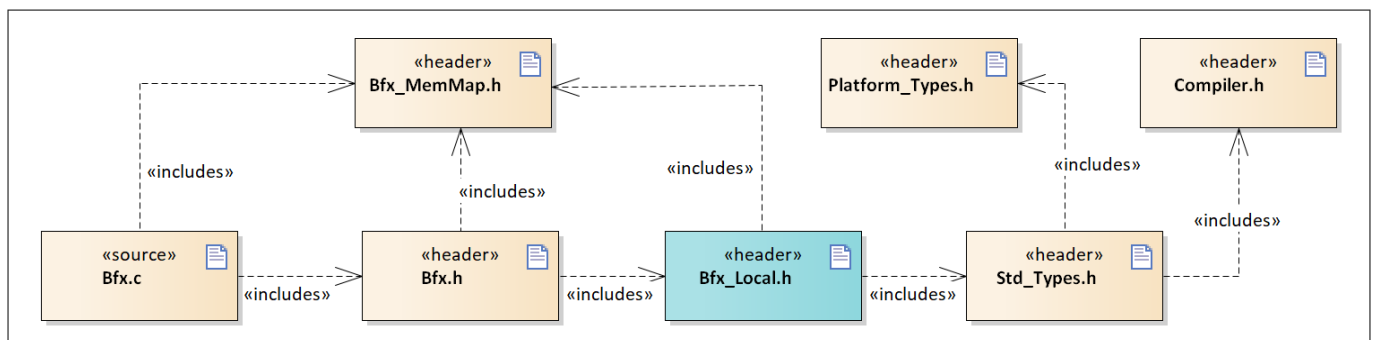 «header»
Bfx_MemMap.h
«header»
Platform_Types.h
«header»
Compiler.h
«includes»
«includes»
«includes»
«includes»
«includes»
«source»
Bfx.c
«includes»
«header»
Bfx.h
«includes»
«header»
Bfx_Local.h
«includes»
«header»
Std_Types.h